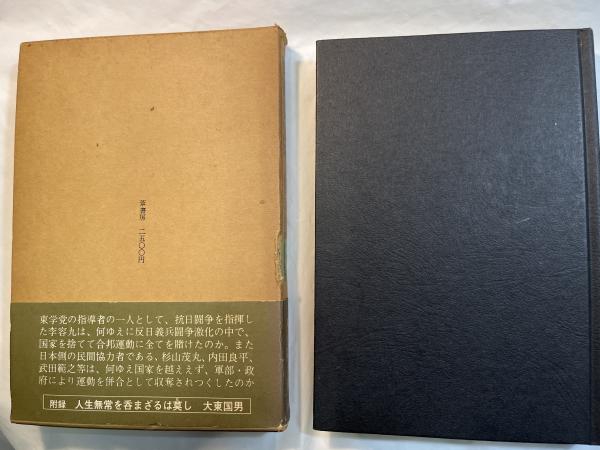 葦書房 二五〇〇円
東学党の指導者の一人として、抗日闘争を指揮し
た李容九は、何ゆえに反日義兵闘争激化の中で、
国家を捨てて合邦運動に全てを賭けたのか。また
日本側の民間協力者である、杉山茂丸、内田良平、
武田範之等は、何ゆえ国家を越ええず、軍部・政
府により運動を併合として収奪されつくしたのか
附録 人生無常を呑まざるは莫し 大東国男